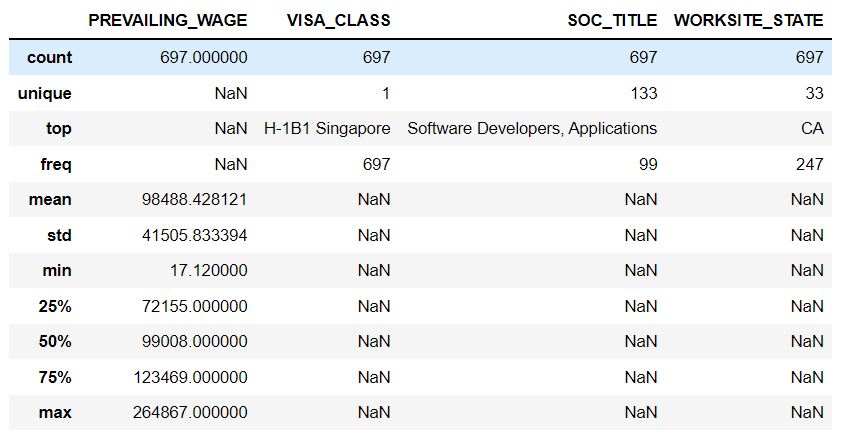 PREVAILING_WAGE VISA_CLASS SOC_TITLE WORKSITE_STATE
count 697.000000 697 697 697
unique NaN 1 133 33
top NaN H-1B1 Singapore Software Developers, Applications CA
freq NaN 697 99 247
mean 98488.428121 NaN NaN NaN
std 41505.833394 NaN NaN NaN
min 17.120000 NaN NaN NaN
25% 72155.000000 NaN NaN NaN
50% 99008.000000 NaN NaN NaN
75% 123469.000000 NaN NaN NaN
max 264867.000000 NaN NaN NaN